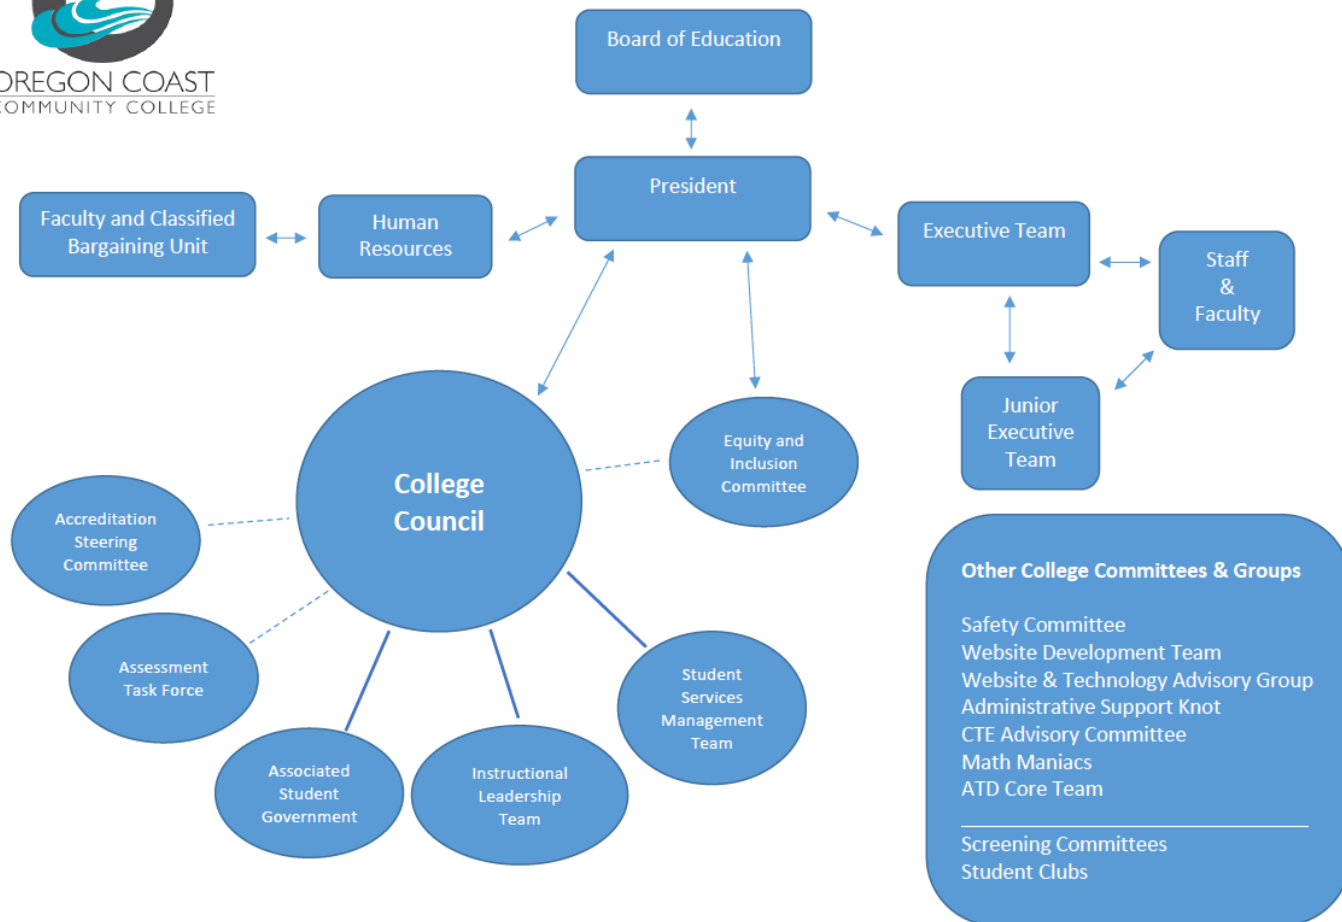 OREGON COAST
COMMUNITY COLLEGE
Board of Education
President
Faculty and Classified
Bargaining Unit
Human
Resources
Executive Team
Staff
&
Faculty
Junior
Executive
Team
College
Council
Equity and
Inclusion
Committee
Accreditation
Steering
Committee
Assessment
Task Force
Associated
Student
Government
Instructional
Leadership
Team
Student
Services
Management
Team
Other College Committees & Groups
Safety Committee
Website Development Team
Website & Technology Advisory Group
Administrative Support Knot
CTE Advisory Committee
Math Maniacs
ATD Core Team
Screening Committees
Student Clubs